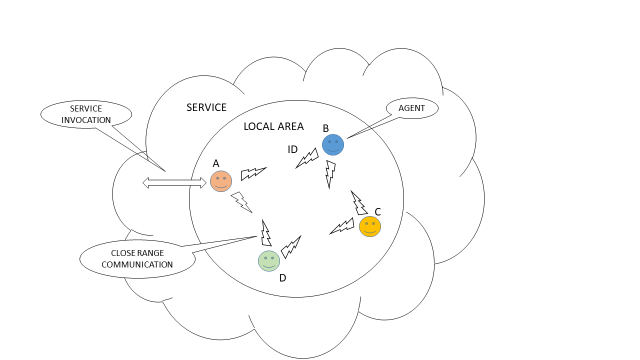 SERVICE
INVOCATION
SERVICE
AGENT
LOCAL AREA
B
ID
A
C
CLOSE RANGE
COMMUNICATION
D